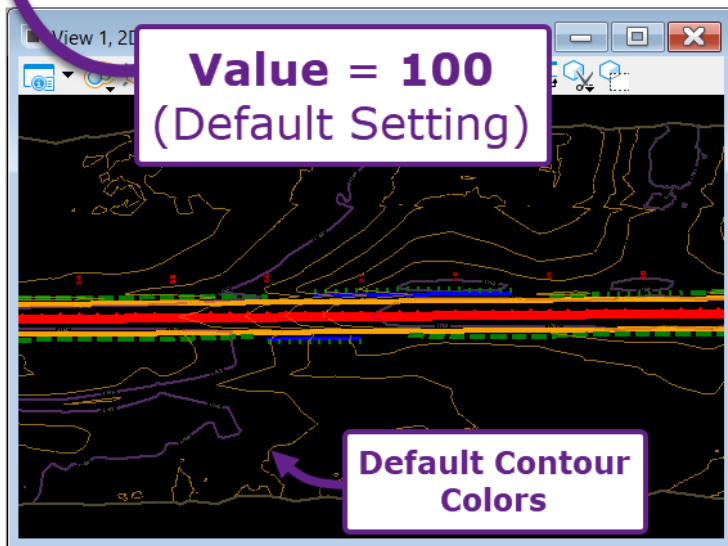 View 1, 2D
Value = 100
(Default Setting)
Default Contour
Colors